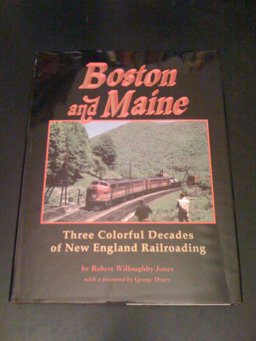 Boston
and Maine
Three Colorful Decades
of New England Railroading
by Robert Willoughby Jones
with a foreword by George Drury